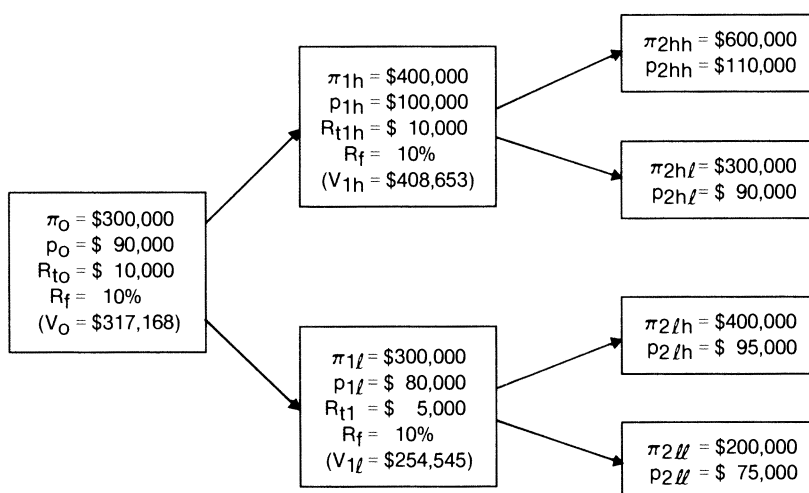 πo = $300,000
po = $ 90,000
Rto = $ 10,000
Rf = 10%
(Vo = $317,168)
π1h = $400,000
p1h = $100,000
Rt1h = $ 10,000
Rf = 10%
(V1h = $408,653)
π1ℓ = $300,000
p1ℓ = $ 80,000
Rt1 = $ 5,000
Rf = 10%
(V1ℓ = $254,545)
π2hh = $600,000
p2hh = $110,000
π2hℓ = $300,000
p2hℓ = $ 90,000
π2ℓh = $400,000
p2ℓh = $ 95,000
π2ℓℓ = $200,000
p2ℓℓ = $ 75,000